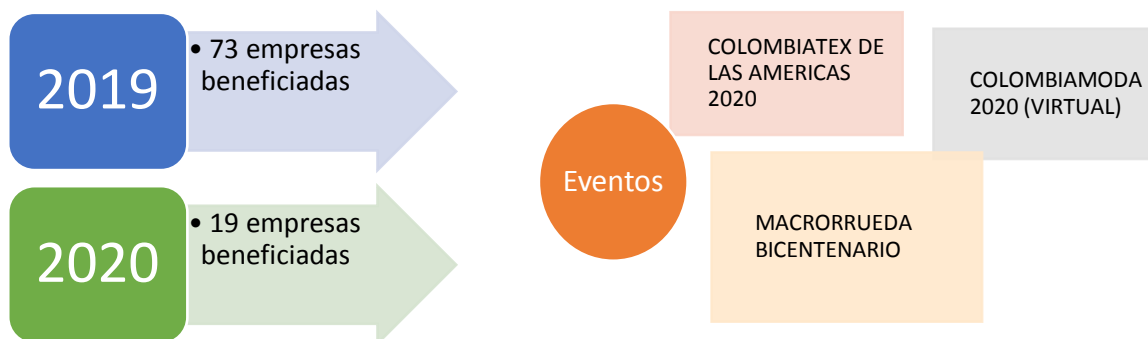 2019
• 73 empresas
beneficiadas
2020
• 19 empresas
beneficiadas
Eventos
COLOMBIATEX DE
LAS AMERICAS
2020
COLOMBIAMODA
2020 (VIRTUAL)
MACRORRUEDA
BICENTENARIO